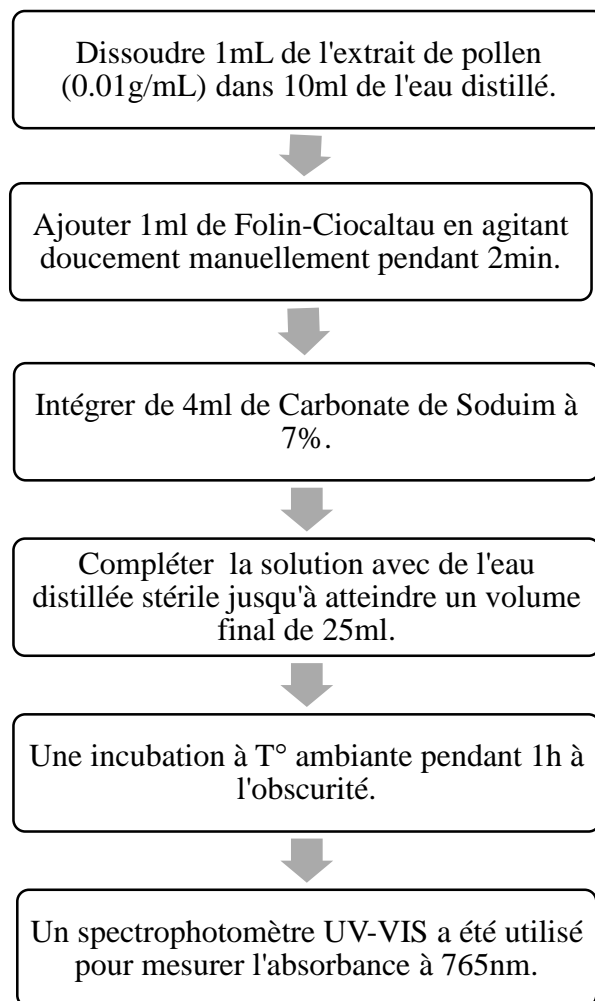 Dissoudre 1mL de l'extrait de pollen
(0.01g/mL) dans 10ml de l'eau distillé.
Ajouter 1ml de Folin-Ciocaltau en agitant
doucement manuellement pendant 2min.
Intégrer de 4ml de Carbonate de Soduim à
7%.
Compléter la solution avec de l'eau
distillée stérile jusqu'à atteindre un volume
final de 25ml.
Une incubation à T° ambiante pendant 1h à
l'obscurité.
Un spectrophotomètre UV-VIS a été utilisé
pour mesurer l'absorbance à 765nm.